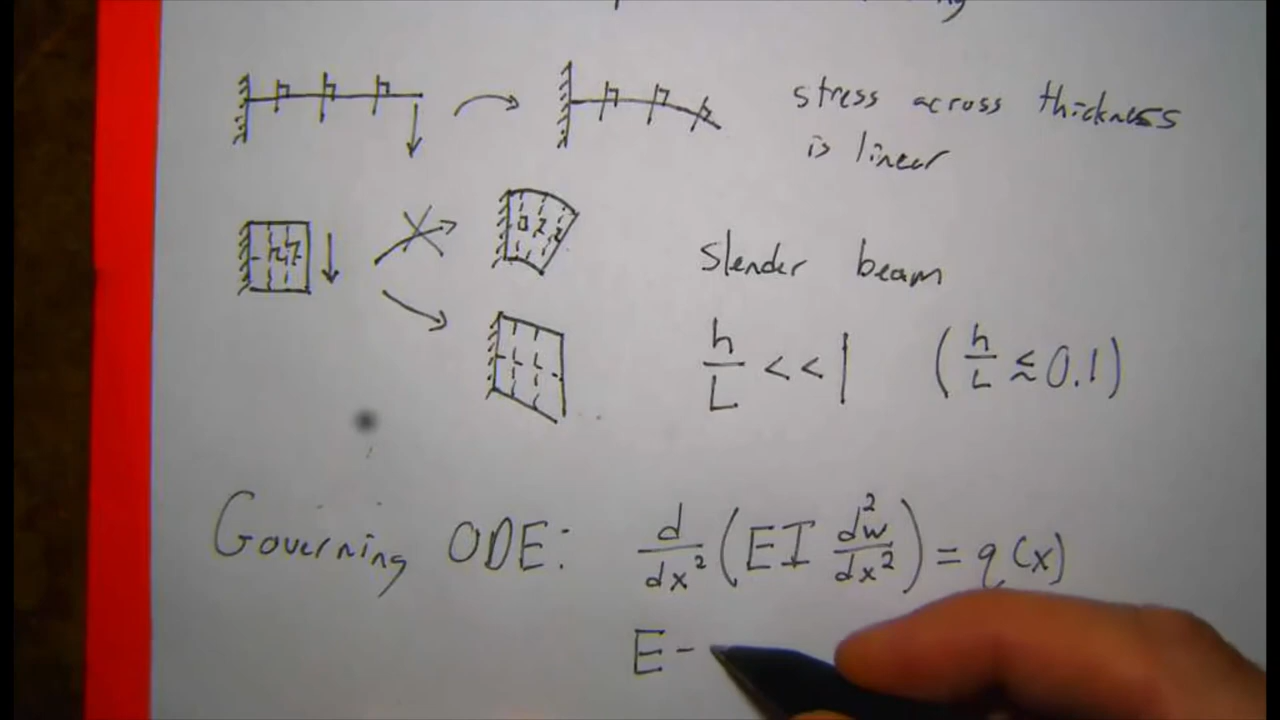 stress across thickness
is linear
slender beam
h/L << 1 (h/L ≲ 0.1)
Governing ODE: d/dx² (EI d²w/dx²) = q(x)
E -